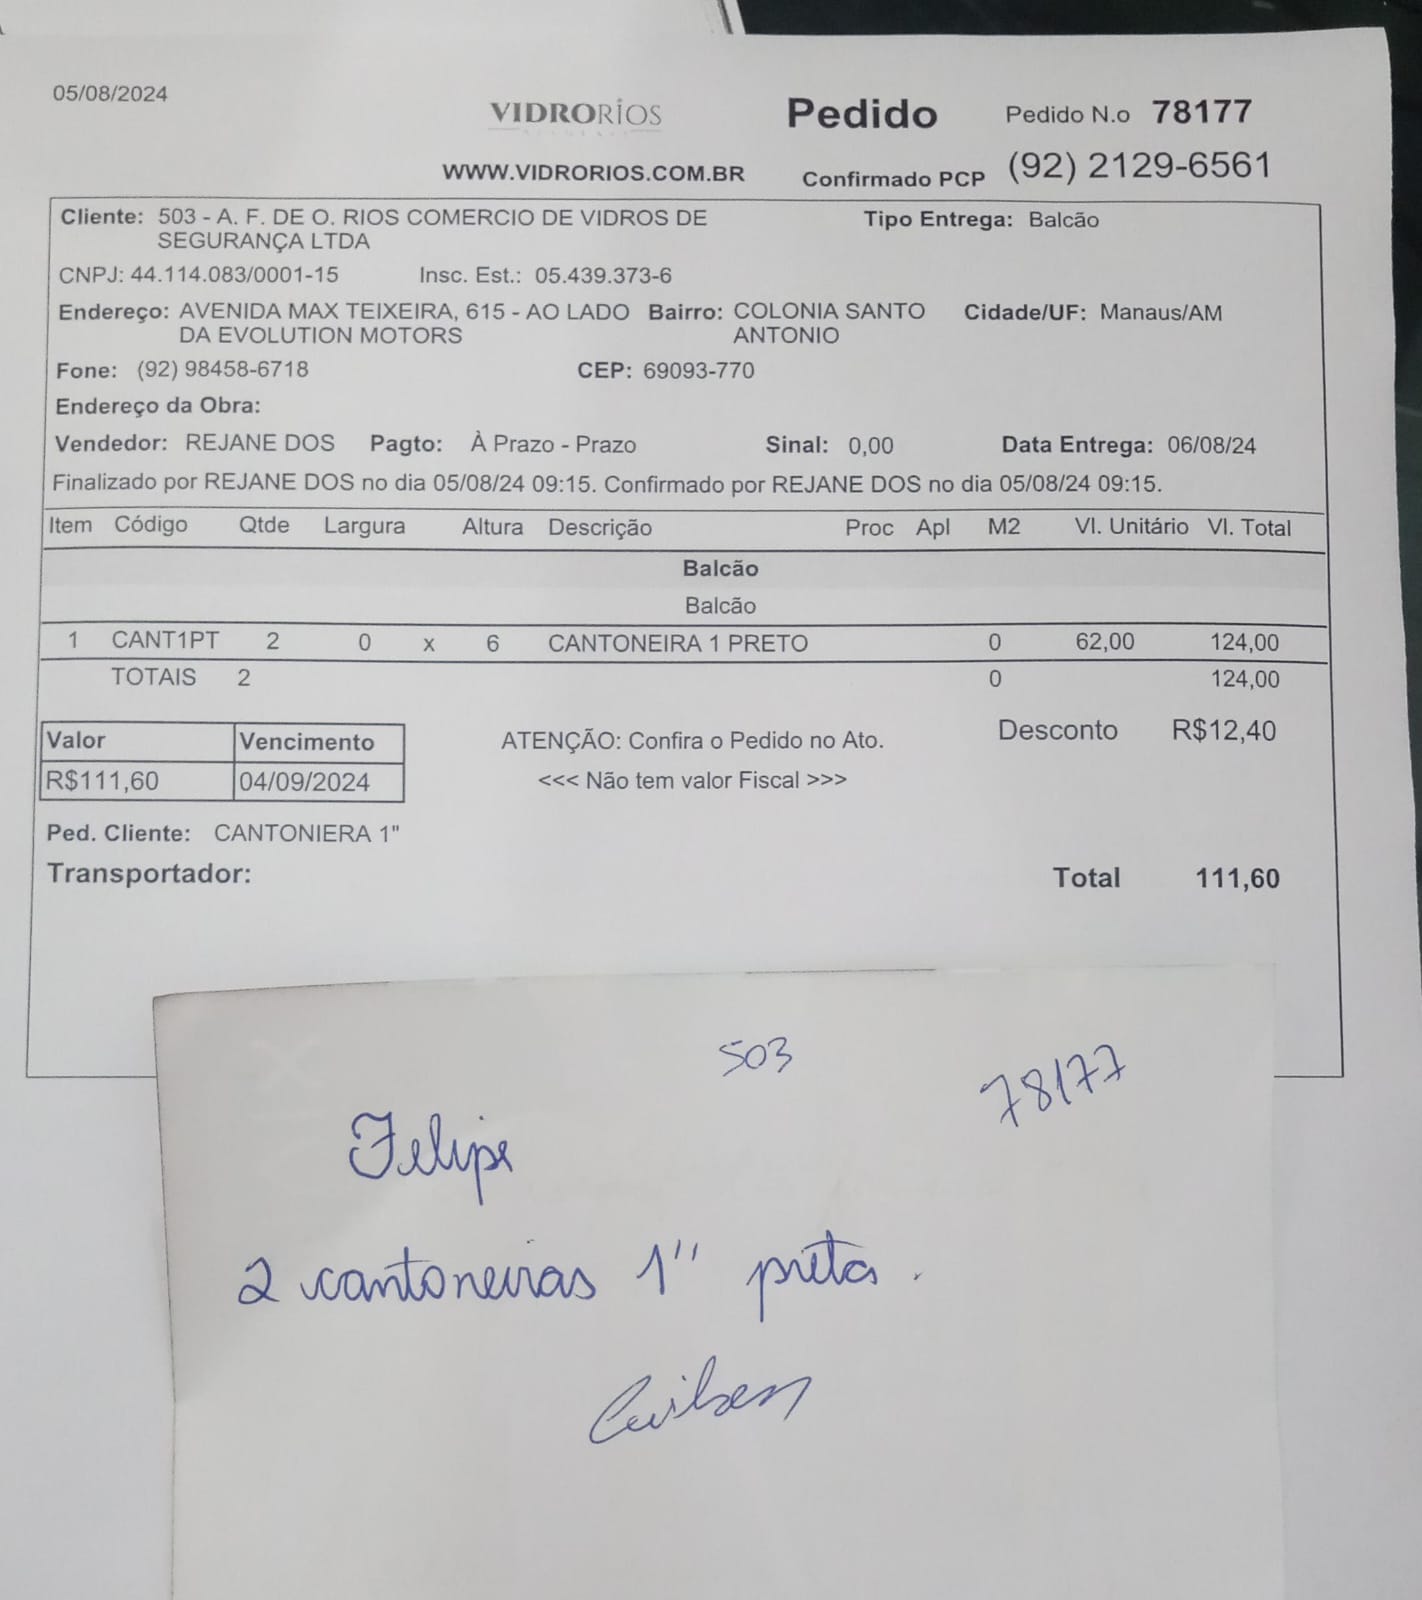 05/08/2024
VIDRORIOS
Pedido
Pedido N.o 78177
WWW.VIDRORIOS.COM.BR
Confirmado PCP (92) 2129-6561
Cliente: 503 - A. F. DE O. RIOS COMERCIO DE VIDROS DE Tipo Entrega: Balcão
SEGURANÇA LTDA
CNPJ: 44.114.083/0001-15 Insc. Est.: 05.439.373-6
Endereço: AVENIDA MAX TEIXEIRA, 615 - AO LADO Bairro: COLONIA SANTO Cidade/UF: Manaus/AM
DA EVOLUTION MOTORS ANTONIO
Fone: (92) 98458-6718 CEP: 69093-770
Endereço da Obra:
Vendedor: REJANE DOS Pagto: À Prazo - Prazo Sinal: 0,00 Data Entrega: 06/08/24
Finalizado por REJANE DOS no dia 05/08/24 09:15. Confirmado por REJANE DOS no dia 05/08/24 09:15.
Item Código Qtde Largura Altura Descrição Proc Apl M2 Vl. Unitário Vl. Total
Balcão
Balcão
1 CANT1PT 2 0 x 6 CANTONEIRA 1 PRETO 0 62,00 124,00
TOTAIS 2 0 124,00
Desconto R$12,40
Valor Vencimento
R$111,60 04/09/2024
ATENÇÃO: Confira o Pedido no Ato.
<<< Não tem valor Fiscal >>>
Ped. Cliente: CANTONIERA 1"
Transportador:
Total 111,60
503
78177
Felipe
2 cantoneiras 1" preta.